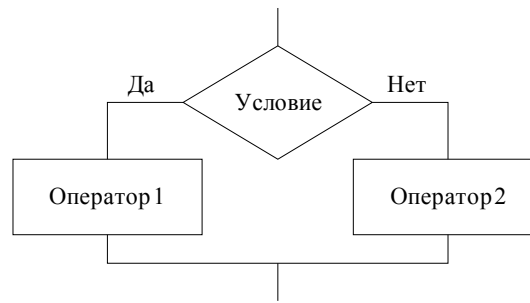 Да
Нет
Условие
Оператор 1
Оператор 2